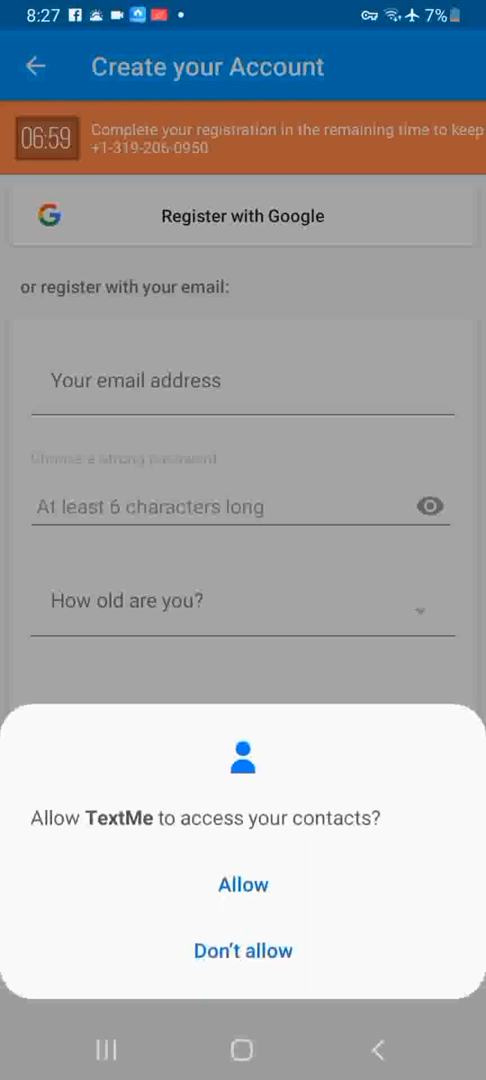 8:27
7%
Create your Account
06:59
Complete your registration in the remaining time to keep
+1-319-206-0950
Register with Google
or register with your email:
Your email address
Choose a strong password
At least 6 characters long
How old are you?
Allow TextMe to access your contacts?
Allow
Don't allow